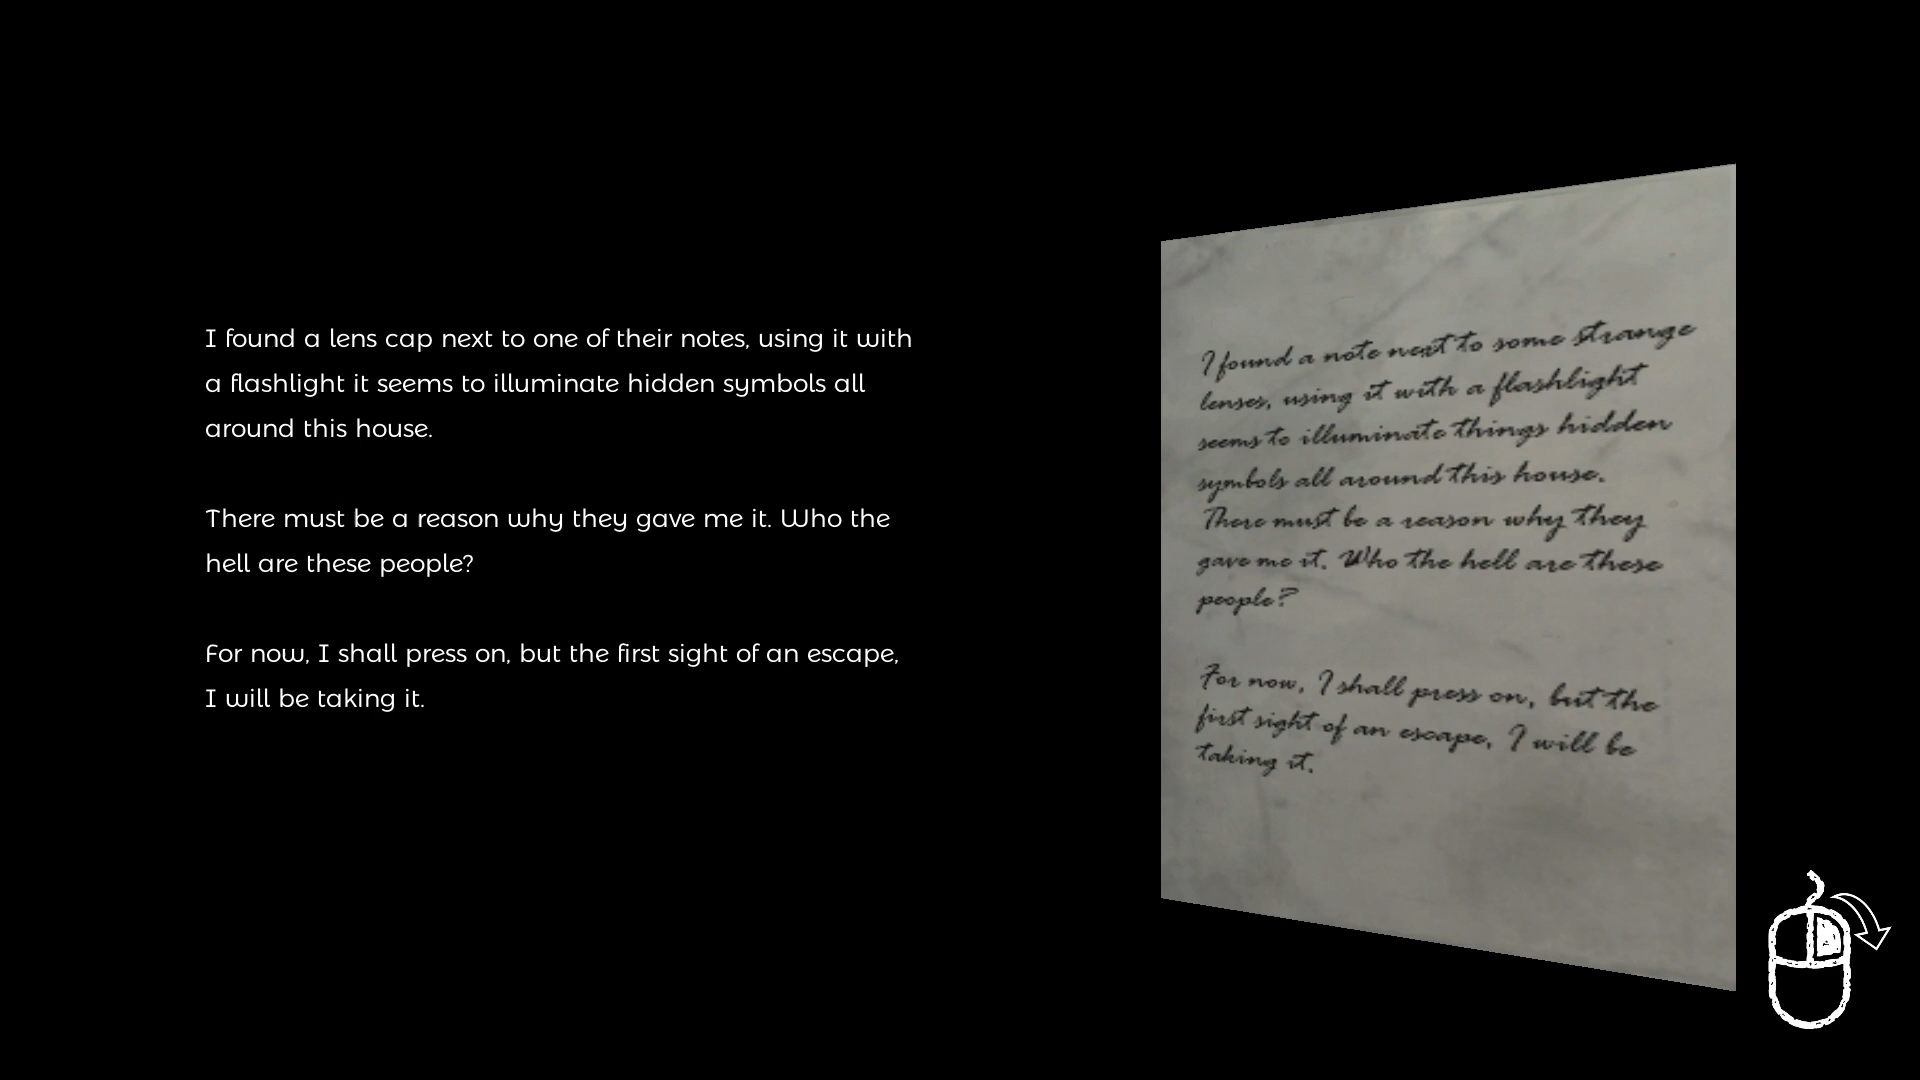 I found a lens cap next to one of their notes, using it with
a flashlight it seems to illuminate hidden symbols all
around this house.
There must be a reason why they gave me it. Who the
hell are these people?
For now, I shall press on, but the first sight of an escape,
I will be taking it.
I found a note next to some strange
lenses, using it with a flashlight
seems to illuminate things hidden
symbols all around this house.
There must be a reason why they
gave me it. Who the hell are these
people?
For now, I shall press on, but the
first sight of an escape, I will be
taking it.